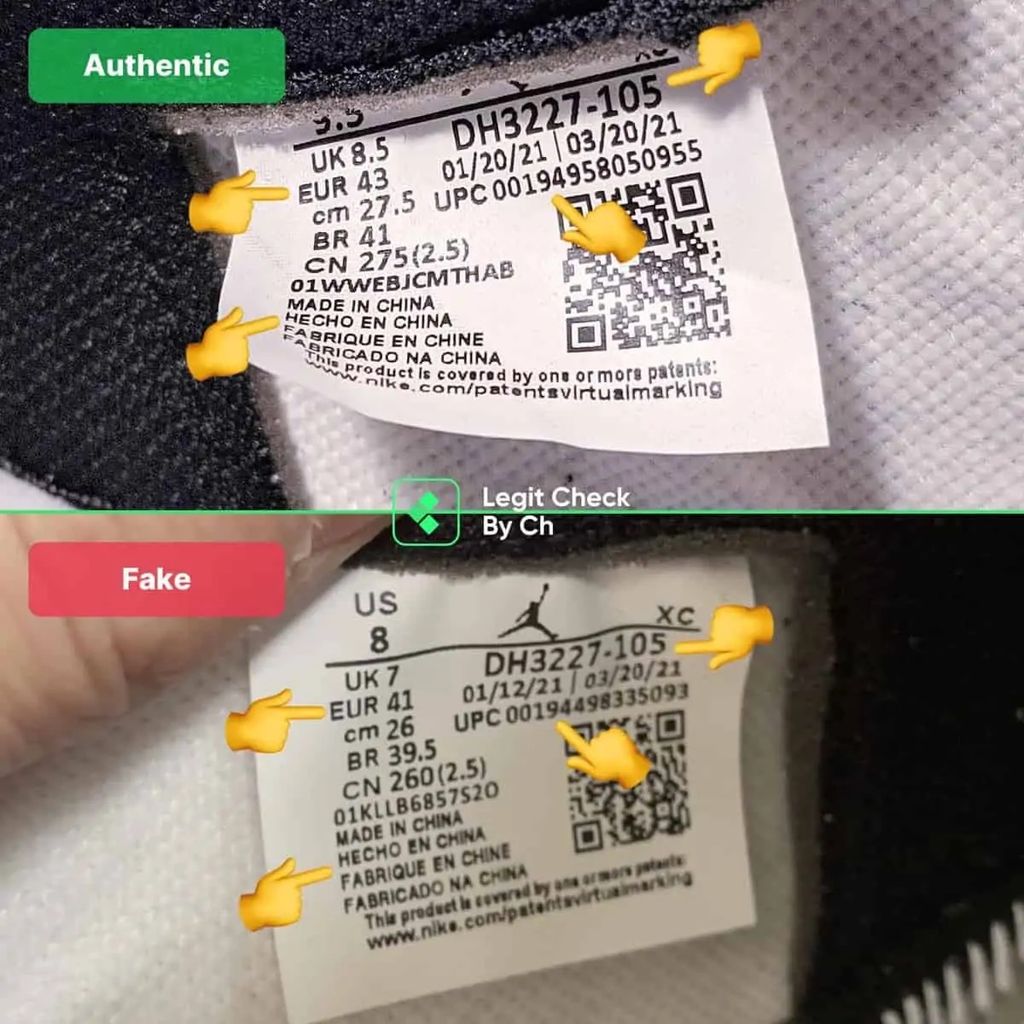 Authentic
9.5
DH3227-105
UK 8.5
01/20/21 | 03/20/21
EUR 43
UPC 00194958050955
cm 27.5
BR 41
CN 275(2.5)
01WWEBJCMTHAB
MADE IN CHINA
HECHO EN CHINA
FABRIQUE EN CHINE
FABRICADO NA CHINA
This product is covered by one or more patents:
www.nike.com/patentsvirtualmarking
Legit Check
By Ch
Fake
US
XC
8
DH3227-105
UK 7
01/12/21 | 03/20/21
EUR 41
UPC 00194498335093
cm 26
BR 39.5
CN 260(2.5)
01KLLB6857S20
MADE IN CHINA
HECHO EN CHINA
FABRIQUE EN CHINE
FABRICADO NA CHINA
This product is covered by one or more patents:
www.nike.com/patentsvirtualmarking